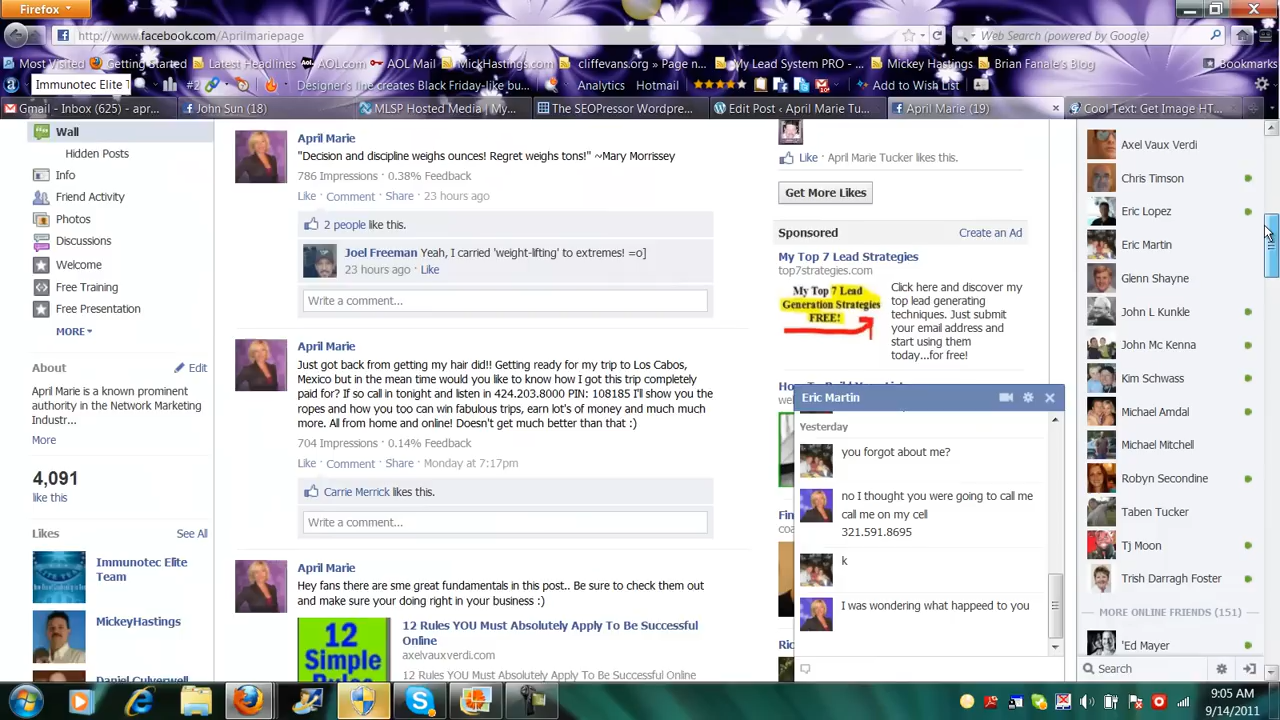 Firefox
http://www.facebook.com/Aprilmariepage
Web Search (powered by Google)
Most Visited
Getting Started
Latest Headlines
AOL.com
AOL Mail
MickHastings.com
cliffevans.org » Page n...
My Lead System PRO - ...
Mickey Hastings
Brian Fanale's Blog
Bookmarks
Immunotec Elite T
#2
Designer's line creates Black Friday-like bu...
Analytics
Hotmail
Add to Wish List
Gmail - Inbox (625) - apr...
John Sun (18)
MLSP Hosted Media | My...
The SEOPressor Wordpre...
Edit Post ‹ April Marie Tu...
April Marie (19)
Cool Text: Get Image HT...
Wall
Hidden Posts
Info
Friend Activity
Photos
Discussions
Welcome
Free Training
Free Presentation
MORE
About
Edit
April Marie is a known prominent
authority in the Network Marketing
Industr...
More
4,091
like this
Likes
See All
Immunotec Elite
Team
MickeyHastings
Daniel Culverwell
April Marie
"Decision and discipline weighs ounces! Regret weighs tons!" ~Mary Morrissey
786 Impressions · 0.38% Feedback
Like · Comment · Share · 23 hours ago
2 people like this.
Joel Freeman Yeah, I carried 'weight-lifting' to extremes! =o]
23 hours ago · Like
Write a comment...
April Marie
Just got back from getting my hair did!! Getting ready for my trip to Los Cabos,
Mexico but in the mean time would you like to know how I got this trip completely
paid for? If so call in tonight and listen in 424.203.8000 PIN: 108185 I'll show you the
ropes and how you too can win fabulous trips, earn lot's of money and much much
more. All from home and online! Doesn't get much better than that :)
704 Impressions · 0.14% Feedback
Like · Comment · Share · Monday at 7:17pm
Carrie Merrick likes this.
Write a comment...
April Marie
Hey fans there are some great fundementals in this post.. Be sure to check them out
and make sure your doing right in your business :)
12
Simple
12 Rules YOU Must Absolutely Apply To Be Successful
Online
axelvauxverdi.com
12 Rules YOU Must Absolutely Apply To Be Successful Online
Like · April Marie Tucker likes this.
Get More Likes
Sponsored
Create an Ad
My Top 7 Lead Strategies
top7strategies.com
My Top 7 Lead
Generation Strategies
FREE!
Click here and discover my
top lead generating
techniques. Just submit
your email address and
start using them
today...for free!
Eric Martin
Yesterday
you forgot about me?
no I thought you were going to call me
call me on my cell
321.591.8695
k
I was wondering what happeed to you
Axel Vaux Verdi
Chris Timson
Eric Lopez
Eric Martin
Glenn Shayne
John L Kunkle
John Mc Kenna
Kim Schwass
Michael Amdal
Michael Mitchell
Robyn Secondine
Taben Tucker
Tj Moon
Trish Darragh Foster
MORE ONLINE FRIENDS (151)
'Ed Mayer
Search
9:05 AM
9/14/2011